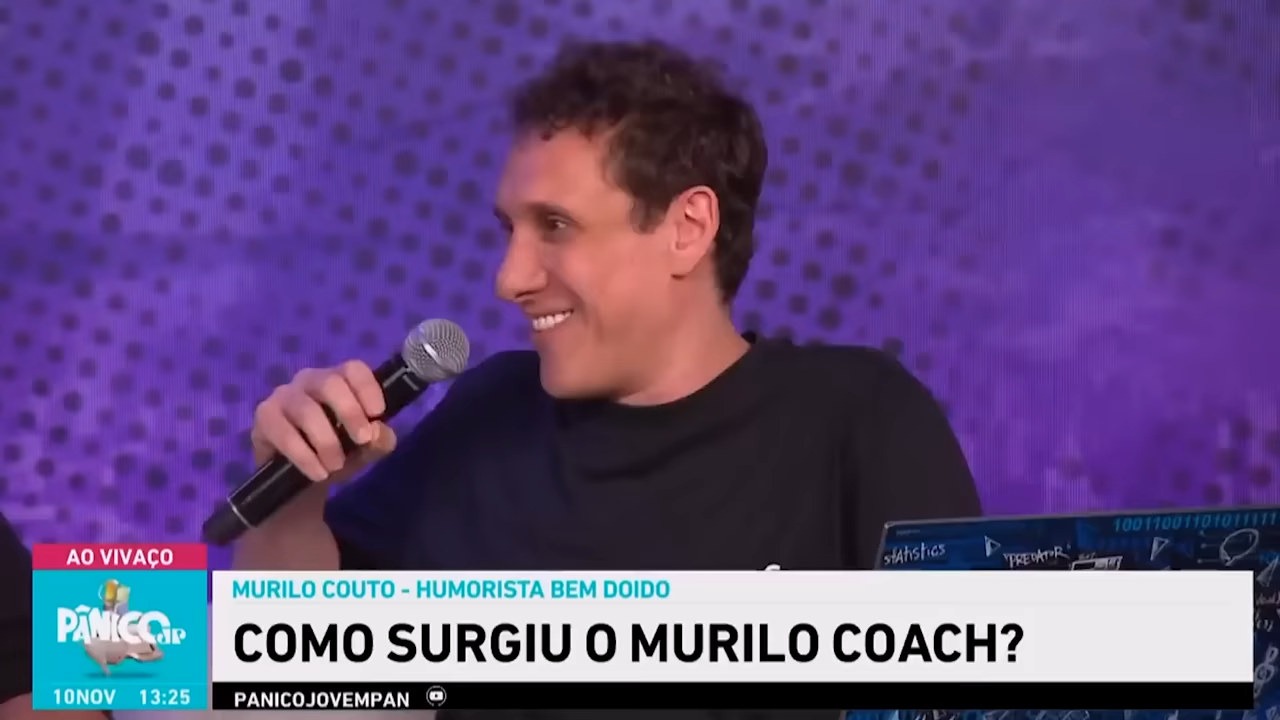 1001100110101111
statistics
PREDATOR
AO VIVAÇO
PÂNICO JP
10NOV 13:25
MURILO COUTO - HUMORISTA BEM DOIDO
COMO SURGIU O MURILO COACH?
PANICOJOVEMPAN